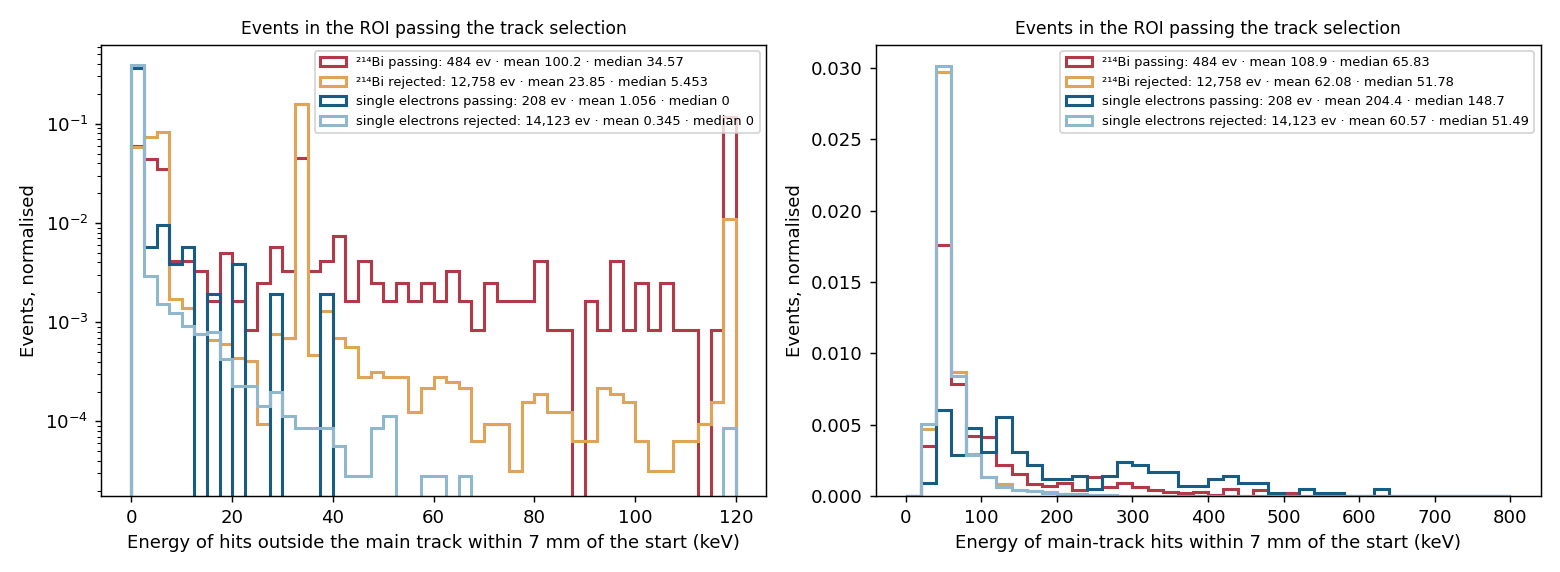 Events in the ROI passing the track selection
²¹⁴Bi passing: 484 ev · mean 100.2 · median 34.57
²¹⁴Bi rejected: 12,758 ev · mean 23.85 · median 5.453
single electrons passing: 208 ev · mean 1.056 · median 0
single electrons rejected: 14,123 ev · mean 0.345 · median 0
Events, normalised
10⁻¹
10⁻²
10⁻³
10⁻⁴
0 20 40 60 80 100 120
Energy of hits outside the main track within 7 mm of the start (keV)
Events in the ROI passing the track selection
²¹⁴Bi passing: 484 ev · mean 108.9 · median 65.83
²¹⁴Bi rejected: 12,758 ev · mean 62.08 · median 51.78
single electrons passing: 208 ev · mean 204.4 · median 148.7
single electrons rejected: 14,123 ev · mean 60.57 · median 51.49
Events, normalised
0.030
0.025
0.020
0.015
0.010
0.005
0.000
0 100 200 300 400 500 600 700 800
Energy of main-track hits within 7 mm of the start (keV)